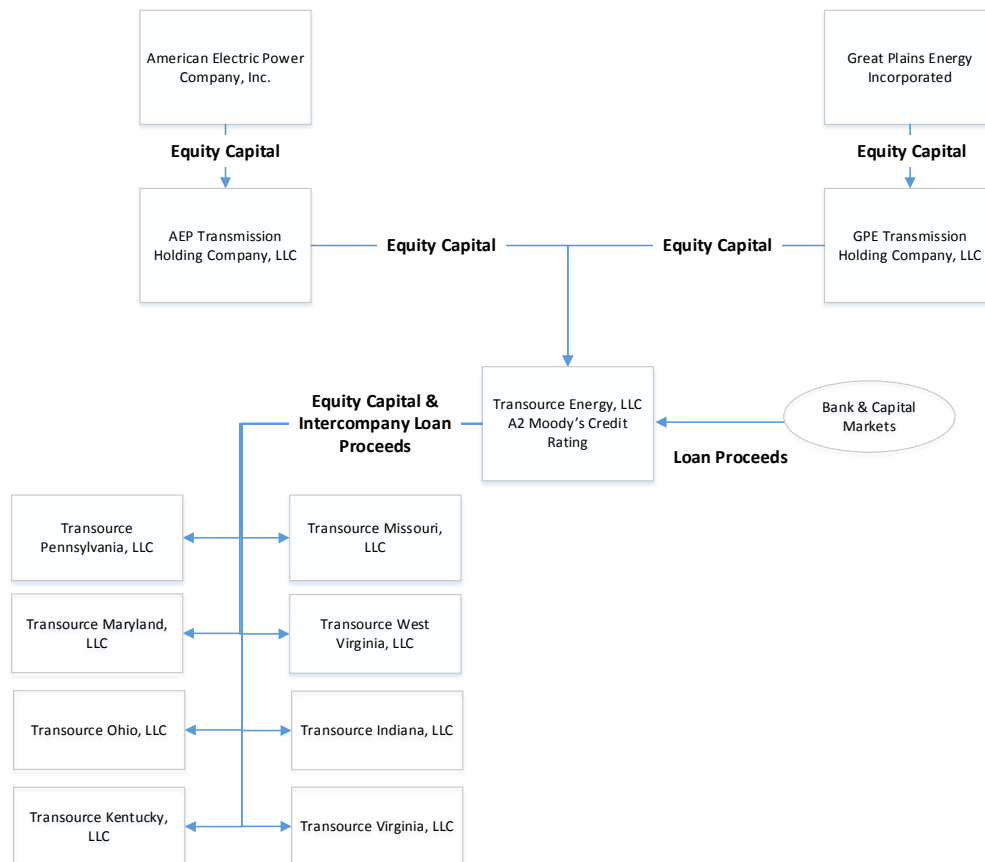 American Electric Power
Company, Inc.
Great Plains Energy
Incorporated
Equity Capital
Equity Capital
AEP Transmission
Holding Company, LLC
Equity Capital
Equity Capital
GPE Transmission
Holding Company, LLC
Equity Capital &
Intercompany Loan
Proceeds
Transource Energy, LLC
A2 Moody's Credit
Rating
Bank & Capital
Markets
Loan Proceeds
Transource
Pennsylvania, LLC
Transource Missouri,
LLC
Transource Maryland,
LLC
Transource West
Virginia, LLC
Transource Ohio, LLC
Transource Indiana, LLC
Transource Kentucky,
LLC
Transource Virginia, LLC